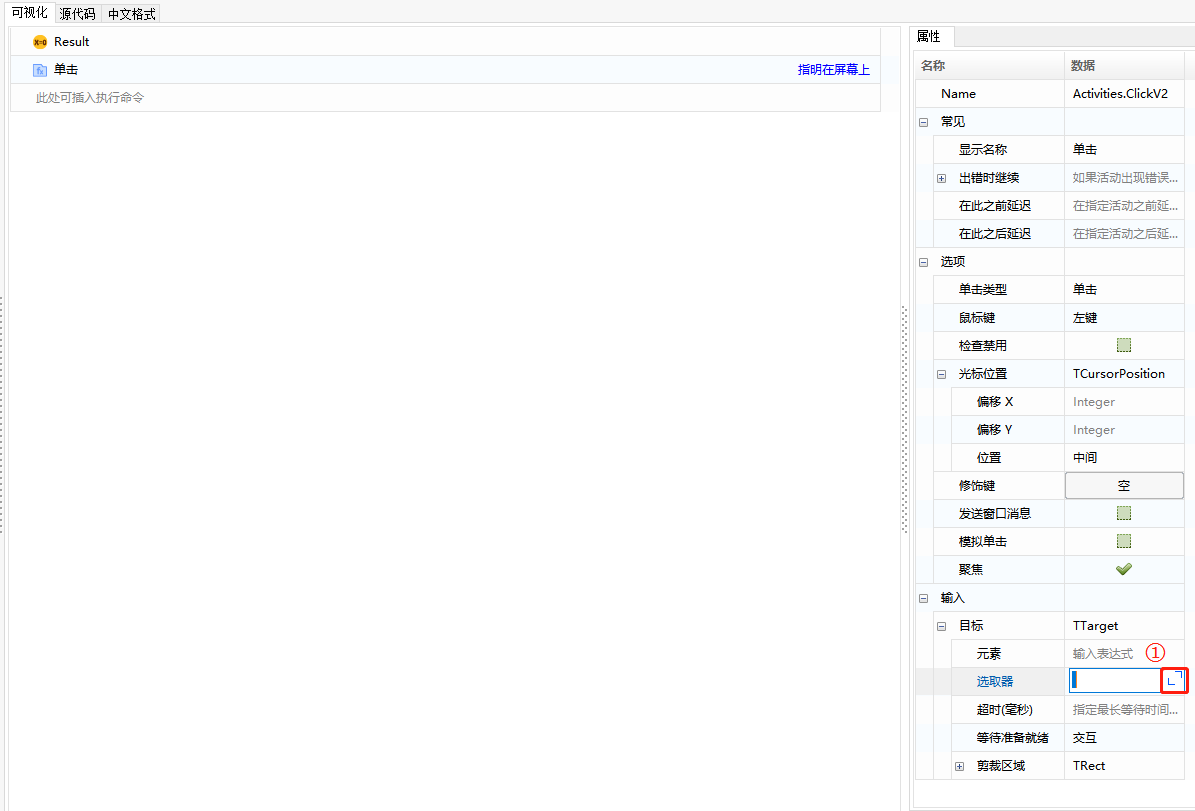 可视化 源代码 中文格式
x=0 Result
fx 单击 指明在屏幕上
此处可插入执行命令
属性
名称 数据
Name Activities.ClickV2
常见
显示名称 单击
出错时继续 如果活动出现错误...
在此之前延迟 在指定活动之前延...
在此之后延迟 在指定活动之后延...
选项
单击类型 单击
鼠标键 左键
检查禁用
光标位置 TCursorPosition
偏移 X Integer
偏移 Y Integer
位置 中间
修饰键 空
发送窗口消息
模拟单击
聚焦
输入
目标 TTarget
元素 输入表达式 ①
选取器
超时(毫秒) 指定最长等待时间...
等待准备就绪 交互
剪裁区域 TRect